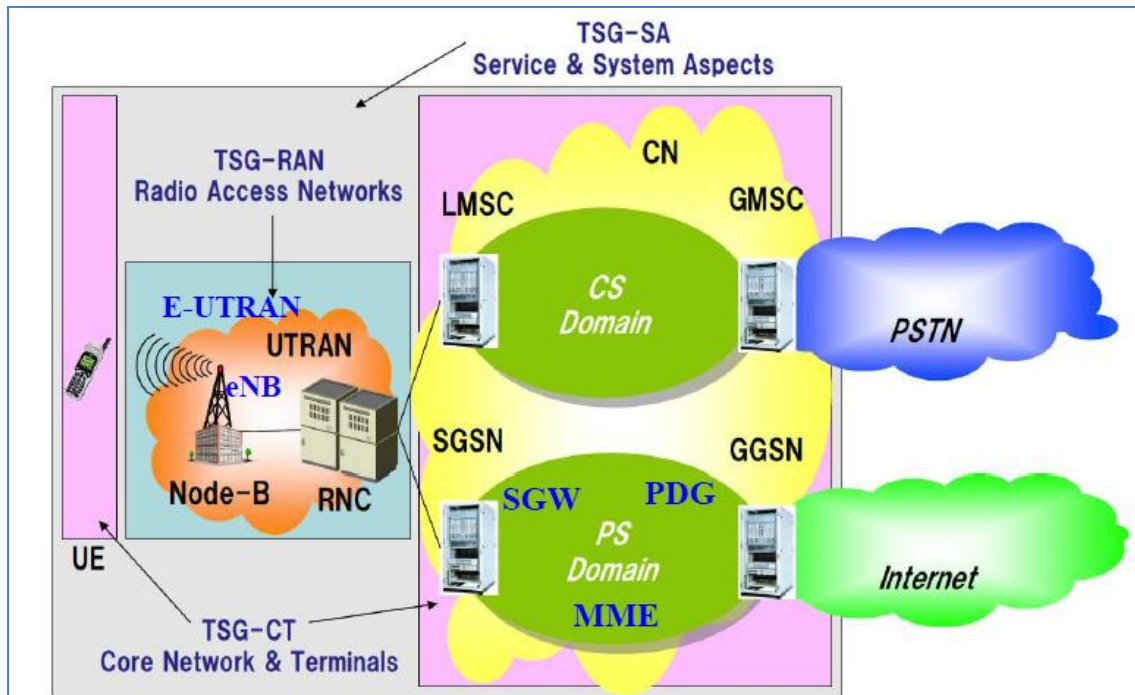 TSG-SA
Service & System Aspects
TSG-RAN
Radio Access Networks
CN
LMSC
GMSC
CS
Domain
PSTN
E-UTRAN
UTRAN
eNB
Node-B
RNC
SGSN
GGSN
SGW
PDG
PS
Domain
MME
Internet
UE
TSG-CT
Core Network & Terminals